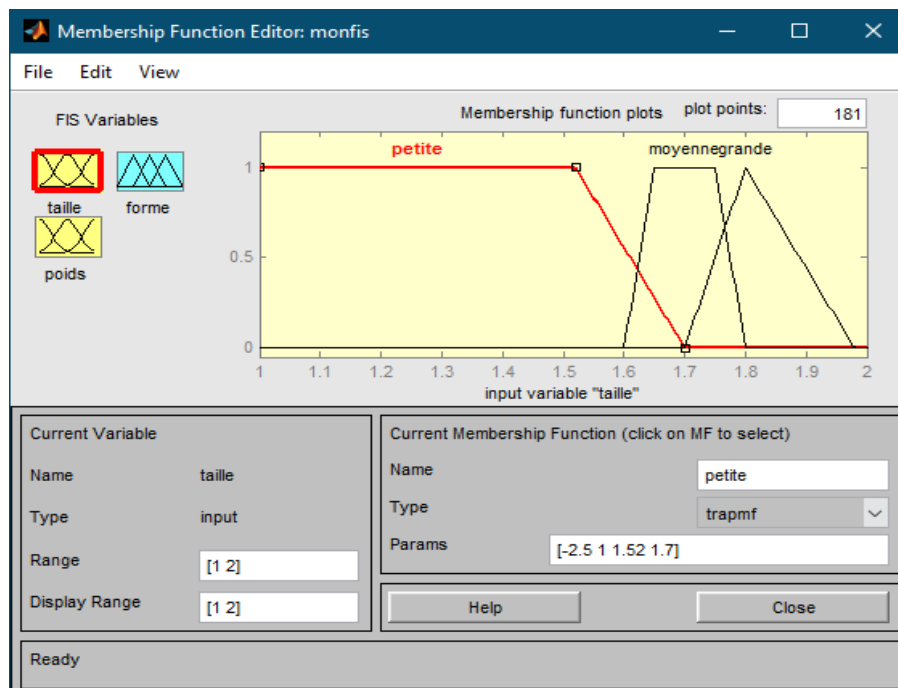 Membership Function Editor: monfis
File Edit View
FIS Variables
Membership function plots plot points: 181
taille forme
poids
petite moyennegrande
1
0.5
0
1 1.1 1.2 1.3 1.4 1.5 1.6 1.7 1.8 1.9 2
input variable "taille"
Current Variable
Name taille
Type input
Range [1 2]
Display Range [1 2]
Current Membership Function (click on MF to select)
Name petite
Type trapmf
Params [-2.5 1 1.52 1.7]
Help Close
Ready